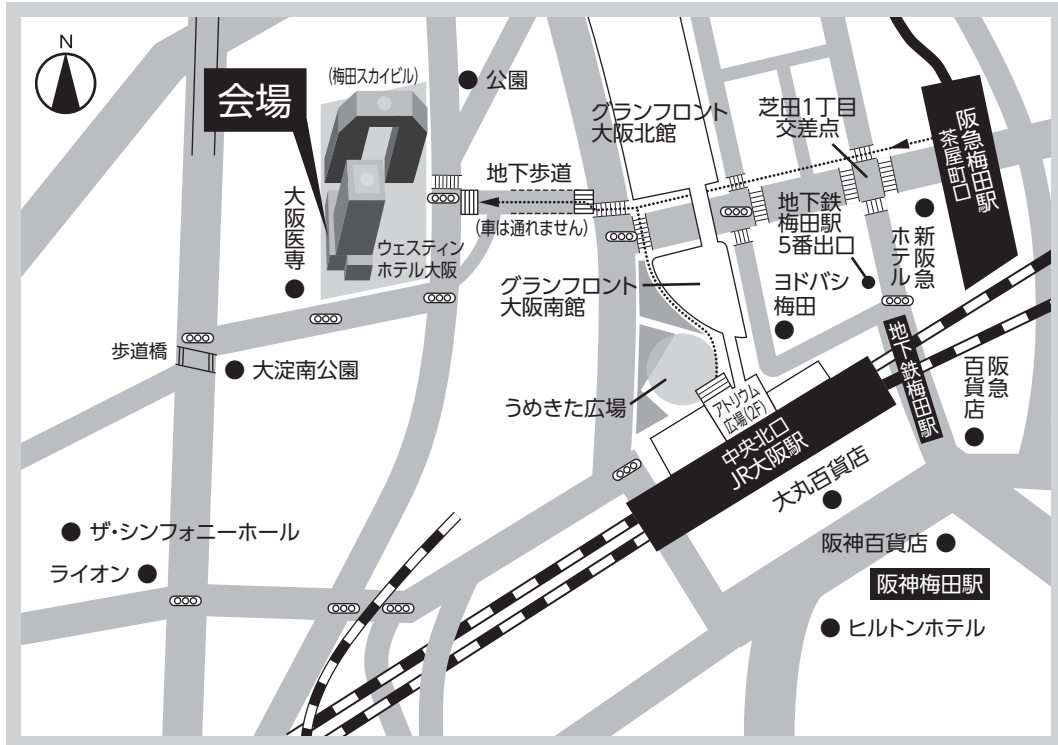 N
(梅田スカイビル)
会場
公園
グランフロント
大阪北館
芝田1丁目
交差点
阪急梅田駅
茶屋町口
地下歩道
(車は通れません)
大阪医専
ウェスティン
ホテル大阪
地下鉄
梅田駅
5番出口
新阪急
ホテル
グランフロント
大阪南館
ヨドバシ
梅田
歩道橋
大淀南公園
うめきた広場
アトリウム
広場(2F)
地下鉄梅田駅
阪急
百貨店
中央北口
JR大阪駅
大丸百貨店
ザ・シンフォニーホール
ライオン
阪神百貨店
阪神梅田駅
ヒルトンホテル